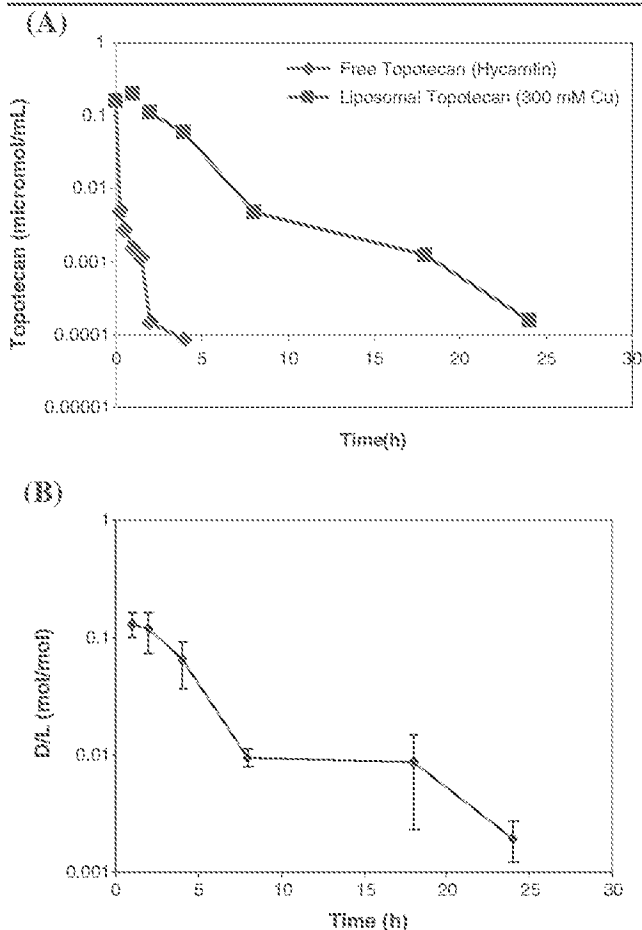 (A)
1
Free Topotecan (Hycamtin)
Liposomal Topotecan (300 mM Cu)
0.1
0.01
0.001
0.0001
0.00001
Topotecan (micromol/mL)
0 5 10 15 20 25 30
Time(h)
(B)
1
0.1
0.01
0.001
D/L (mol/mol)
0 5 10 15 20 25 30
Time (h)